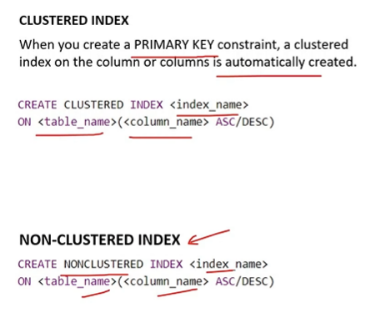 CLUSTERED INDEX
When you create a PRIMARY KEY constraint, a clustered
index on the column or columns is automatically created.
CREATE CLUSTERED INDEX <index_name>
ON <table_name>(<column_name> ASC/DESC)
NON-CLUSTERED INDEX
CREATE NONCLUSTERED INDEX <index_name>
ON <table_name>(<column_name> ASC/DESC)